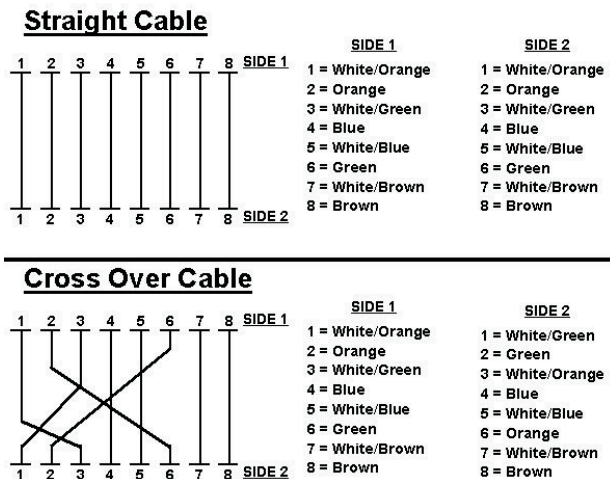 Straight Cable
1 2 3 4 5 6 7 8 SIDE 1
1 2 3 4 5 6 7 8 SIDE 2
SIDE 1
1 = White/Orange
2 = Orange
3 = White/Green
4 = Blue
5 = White/Blue
6 = Green
7 = White/Brown
8 = Brown
SIDE 2
1 = White/Orange
2 = Orange
3 = White/Green
4 = Blue
5 = White/Blue
6 = Green
7 = White/Brown
8 = Brown
Cross Over Cable
1 2 3 4 5 6 7 8 SIDE 1
1 2 3 4 5 6 7 8 SIDE 2
SIDE 1
1 = White/Orange
2 = Orange
3 = White/Green
4 = Blue
5 = White/Blue
6 = Green
7 = White/Brown
8 = Brown
SIDE 2
1 = White/Green
2 = Green
3 = White/Orange
4 = Blue
5 = White/Blue
6 = Orange
7 = White/Brown
8 = Brown